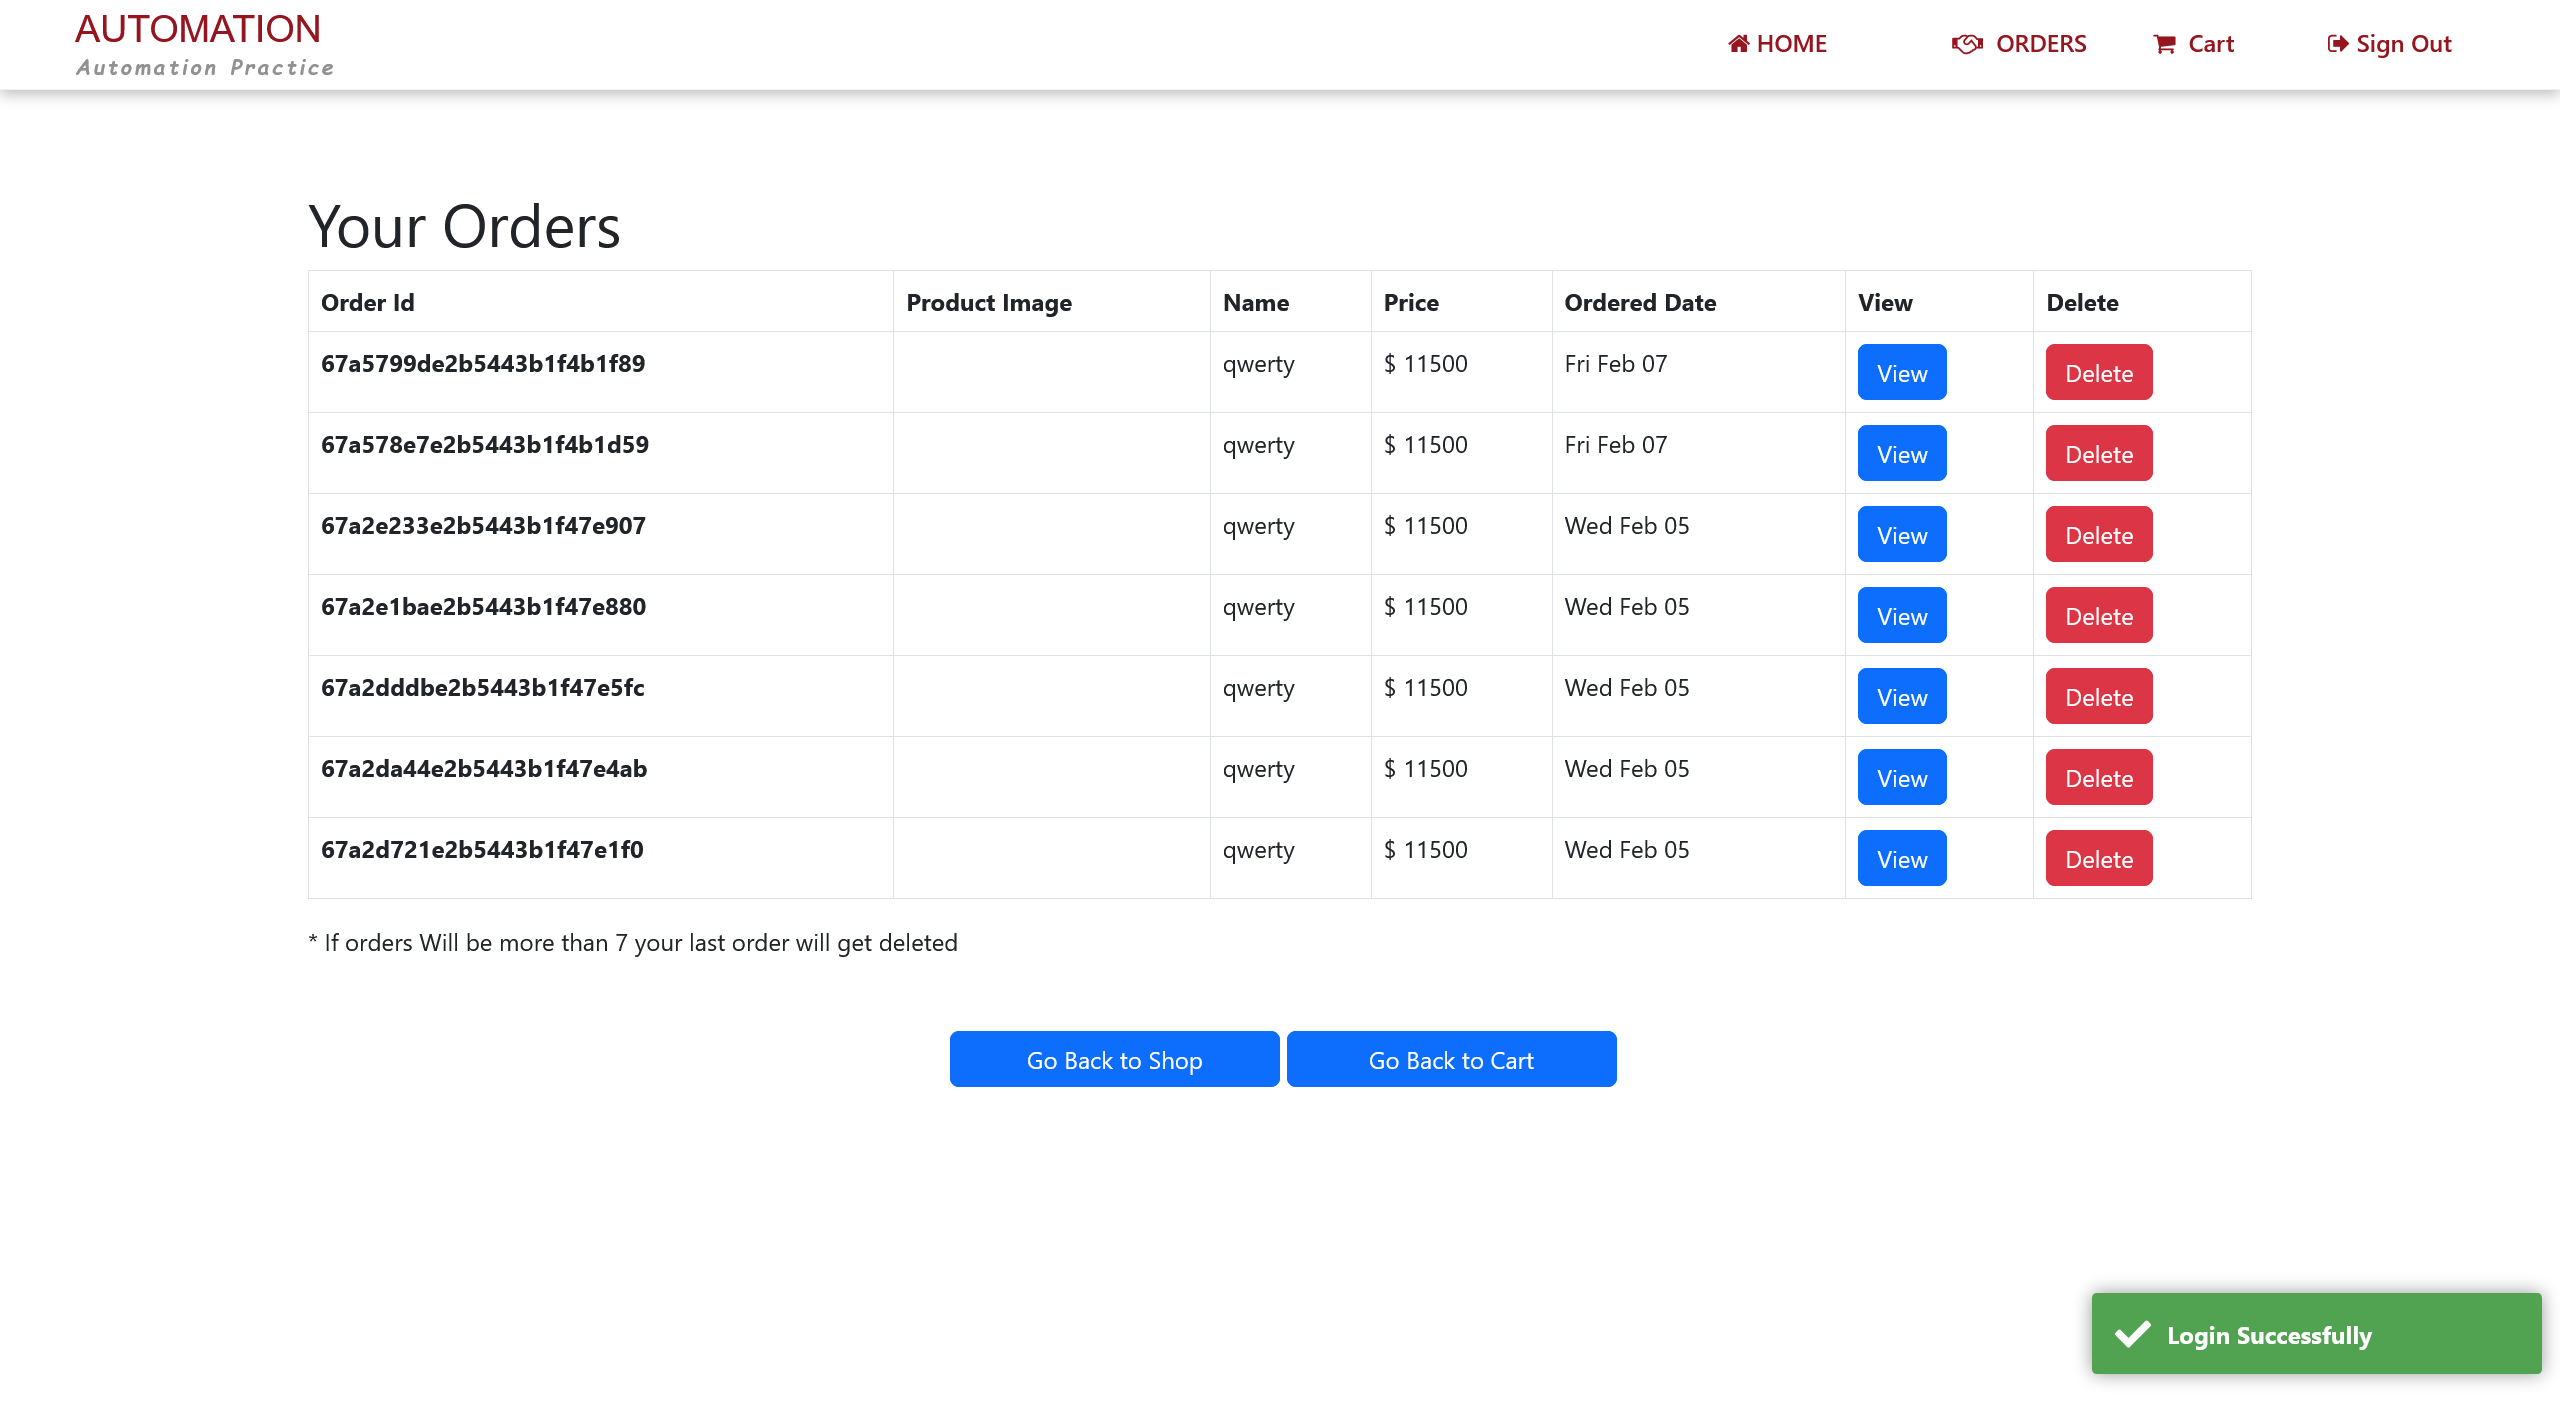 AUTOMATION
Automation Practice
HOME ORDERS Cart Sign Out
Your Orders
Order Id Product Image Name Price Ordered Date View Delete
67a5799de2b5443b1f4b1f89 qwerty $ 11500 Fri Feb 07 View Delete
67a578e7e2b5443b1f4b1d59 qwerty $ 11500 Fri Feb 07 View Delete
67a2e233e2b5443b1f47e907 qwerty $ 11500 Wed Feb 05 View Delete
67a2e1bae2b5443b1f47e880 qwerty $ 11500 Wed Feb 05 View Delete
67a2dddbe2b5443b1f47e5fc qwerty $ 11500 Wed Feb 05 View Delete
67a2da44e2b5443b1f47e4ab qwerty $ 11500 Wed Feb 05 View Delete
67a2d721e2b5443b1f47e1f0 qwerty $ 11500 Wed Feb 05 View Delete
* If orders Will be more than 7 your last order will get deleted
Go Back to Shop Go Back to Cart
Login Successfully